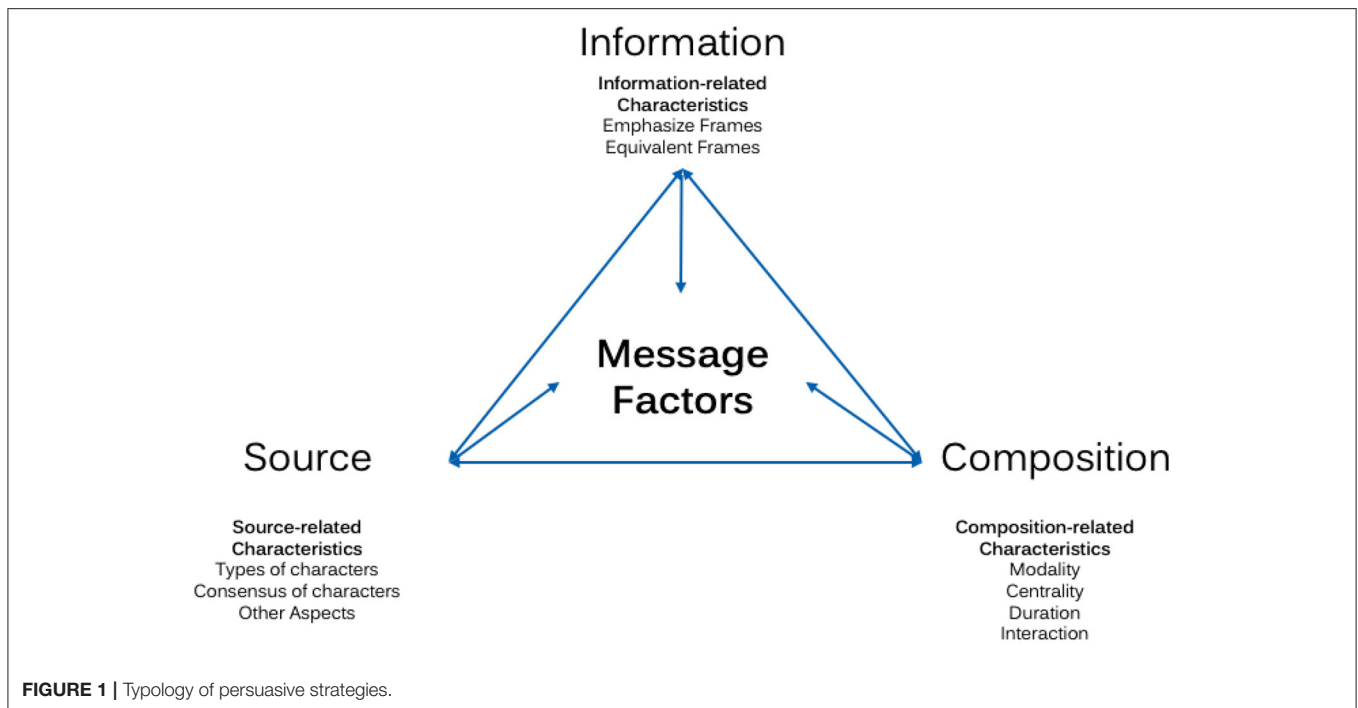 Information
Information-related
Characteristics
Emphasize Frames
Equivalent Frames
Message
Factors
Source
Source-related
Characteristics
Types of characters
Consensus of characters
Other Aspects
Composition
Composition-related
Characteristics
Modality
Centrality
Duration
Interaction
FIGURE 1 | Typology of persuasive strategies.